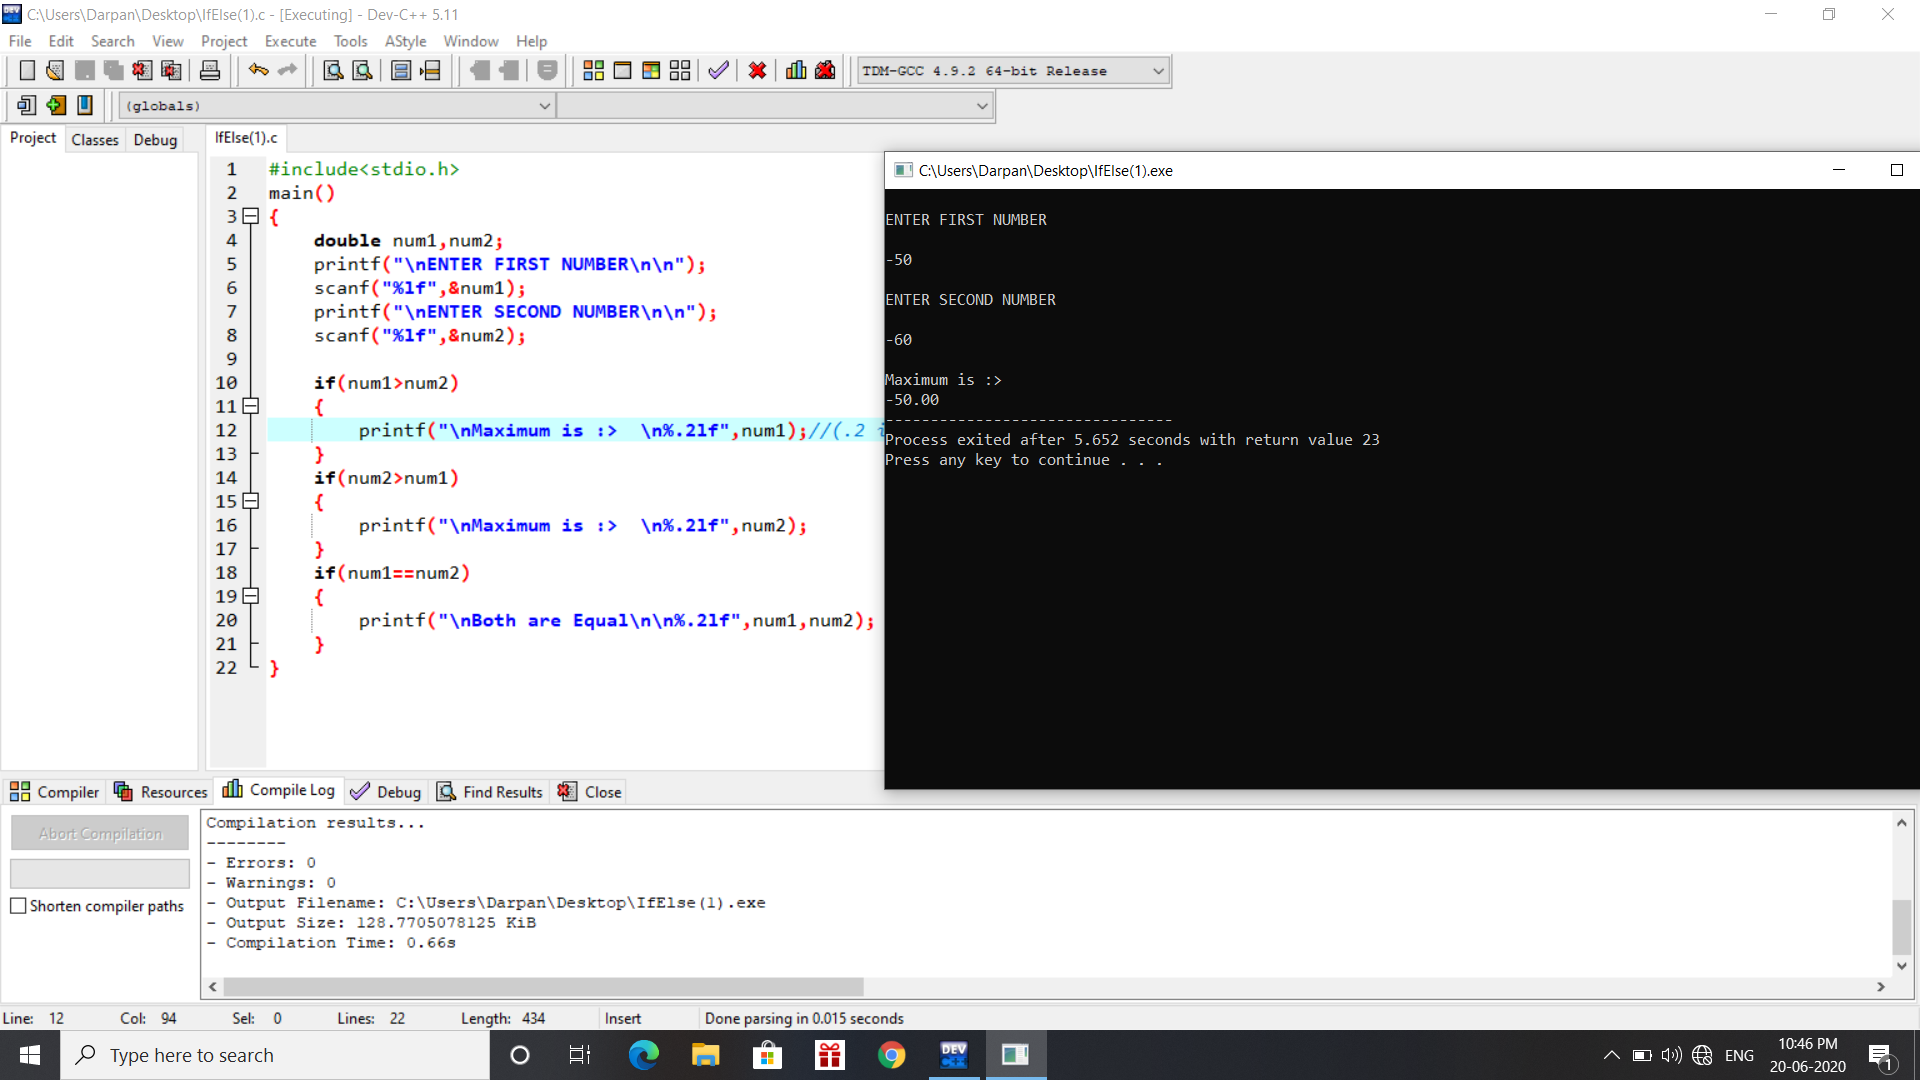 C:\Users\Darpan\Desktop\IfElse(1).c - [Executing] - Dev-C++ 5.11
File Edit Search View Project Execute Tools AStyle Window Help
TDM-GCC 4.9.2 64-bit Release
(globals)
Project Classes Debug
IfElse(1).c
1 #include<stdio.h>
2 main()
3 {
4 double num1,num2;
5 printf("\nENTER FIRST NUMBER\n\n");
6 scanf("%lf",&num1);
7 printf("\nENTER SECOND NUMBER\n\n");
8 scanf("%lf",&num2);
9
10 if(num1>num2)
11 {
12 printf("\nMaximum is :>  \n%.2lf",num1);//(.2
13 }
14 if(num2>num1)
15 {
16 printf("\nMaximum is :>  \n%.2lf",num2);
17 }
18 if(num1==num2)
19 {
20 printf("\nBoth are Equal\n\n%.2lf",num1,num2);
21 }
22 }
C:\Users\Darpan\Desktop\IfElse(1).exe
ENTER FIRST NUMBER
-50
ENTER SECOND NUMBER
-60
Maximum is :>
-50.00
--------------------------------
Process exited after 5.652 seconds with return value 23
Press any key to continue . . .
Compiler Resources Compile Log Debug Find Results Close
Abort Compilation
Shorten compiler paths
Compilation results...
--------
- Errors: 0
- Warnings: 0
- Output Filename: C:\Users\Darpan\Desktop\IfElse(1).exe
- Output Size: 128.7705078125 KiB
- Compilation Time: 0.66s
Line: 12 Col: 94 Sel: 0 Lines: 22 Length: 434 Insert Done parsing in 0.015 seconds
Type here to search
DEV C++
ENG
10:46 PM
20-06-2020
1